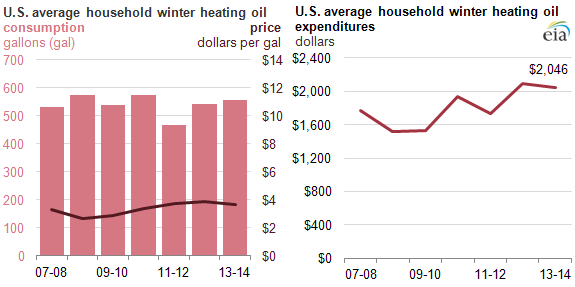 U.S. average household winter heating oil
consumption price
gallons (gal) dollars per gal
700 $14
600 $12
500 $10
400 $8
300 $6
200 $4
100 $2
0 $0
07-08 09-10 11-12 13-14
U.S. average household winter heating oil
expenditures
dollars
eia
$2,400
$2,046
$2,000
$1,600
$1,200
$800
$400
$0
07-08 09-10 11-12 13-14